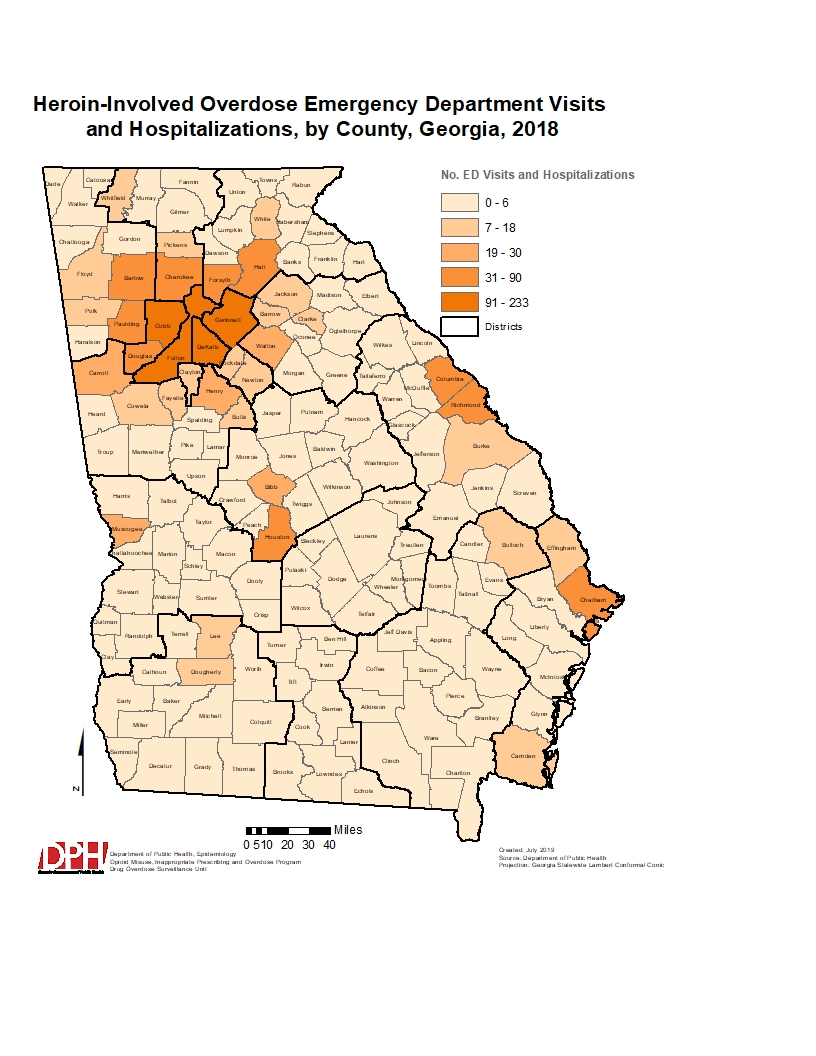 Heroin-Involved Overdose Emergency Department Visits
and Hospitalizations, by County, Georgia, 2018
No. ED Visits and Hospitalizations
0 - 6
7 - 18
19 - 30
31 - 90
91 - 233
Districts
Dade
Catoosa
Whitfield
Murray
Fannin
Union
Towns
Rabun
Walker
Gilmer
White
Habersham
Lumpkin
Stephens
Chattooga
Gordon
Pickens
Dawson
Banks
Franklin
Hart
Floyd
Bartow
Cherokee
Forsyth
Hall
Jackson
Madison
Elbert
Polk
Paulding
Cobb
Gwinnett
Barrow
Clarke
Oglethorpe
Oconee
Haralson
Douglas
Fulton
DeKalb
Walton
Wilkes
Lincoln
Carroll
Clayton
Rockdale
Newton
Morgan
Greene
Taliaferro
McDuffie
Columbia
Richmond
Warren
Heard
Coweta
Fayette
Henry
Butts
Jasper
Putnam
Hancock
Glascock
Spalding
Troup
Meriwether
Pike
Lamar
Monroe
Jones
Baldwin
Washington
Jefferson
Burke
Upson
Bibb
Wilkinson
Jenkins
Screven
Harris
Talbot
Crawford
Twiggs
Johnson
Emanuel
Muscogee
Taylor
Peach
Houston
Bleckley
Laurens
Treutlen
Candler
Bulloch
Effingham
Chattahoochee
Marion
Schley
Macon
Pulaski
Dodge
Wheeler
Montgomery
Toombs
Tattnall
Evans
Bryan
Chatham
Stewart
Webster
Sumter
Dooly
Crisp
Wilcox
Telfair
Liberty
Long
Quitman
Randolph
Terrell
Lee
Turner
Ben Hill
Jeff Davis
Appling
Clay
Calhoun
Dougherty
Worth
Irwin
Coffee
Bacon
Wayne
McIntosh
Tift
Early
Baker
Mitchell
Colquit
Berrien
Atkinson
Pierce
Brantley
Glynn
Miller
Cook
Lanier
Ware
Camden
Seminole
Decatur
Grady
Thomas
Brooks
Lowndes
Echols
Clinch
Charlton
N
Miles
0 5 10 20 30 40
DPH
Department of Public Health, Epidemiology
Opioid Misuse, Inappropriate Prescribing and Overdose Program
Drug Overdose Surveillance Unit
Created: July 2019
Source: Department of Public Health
Projection: Georgia Statewide Lambert Conformal Conic